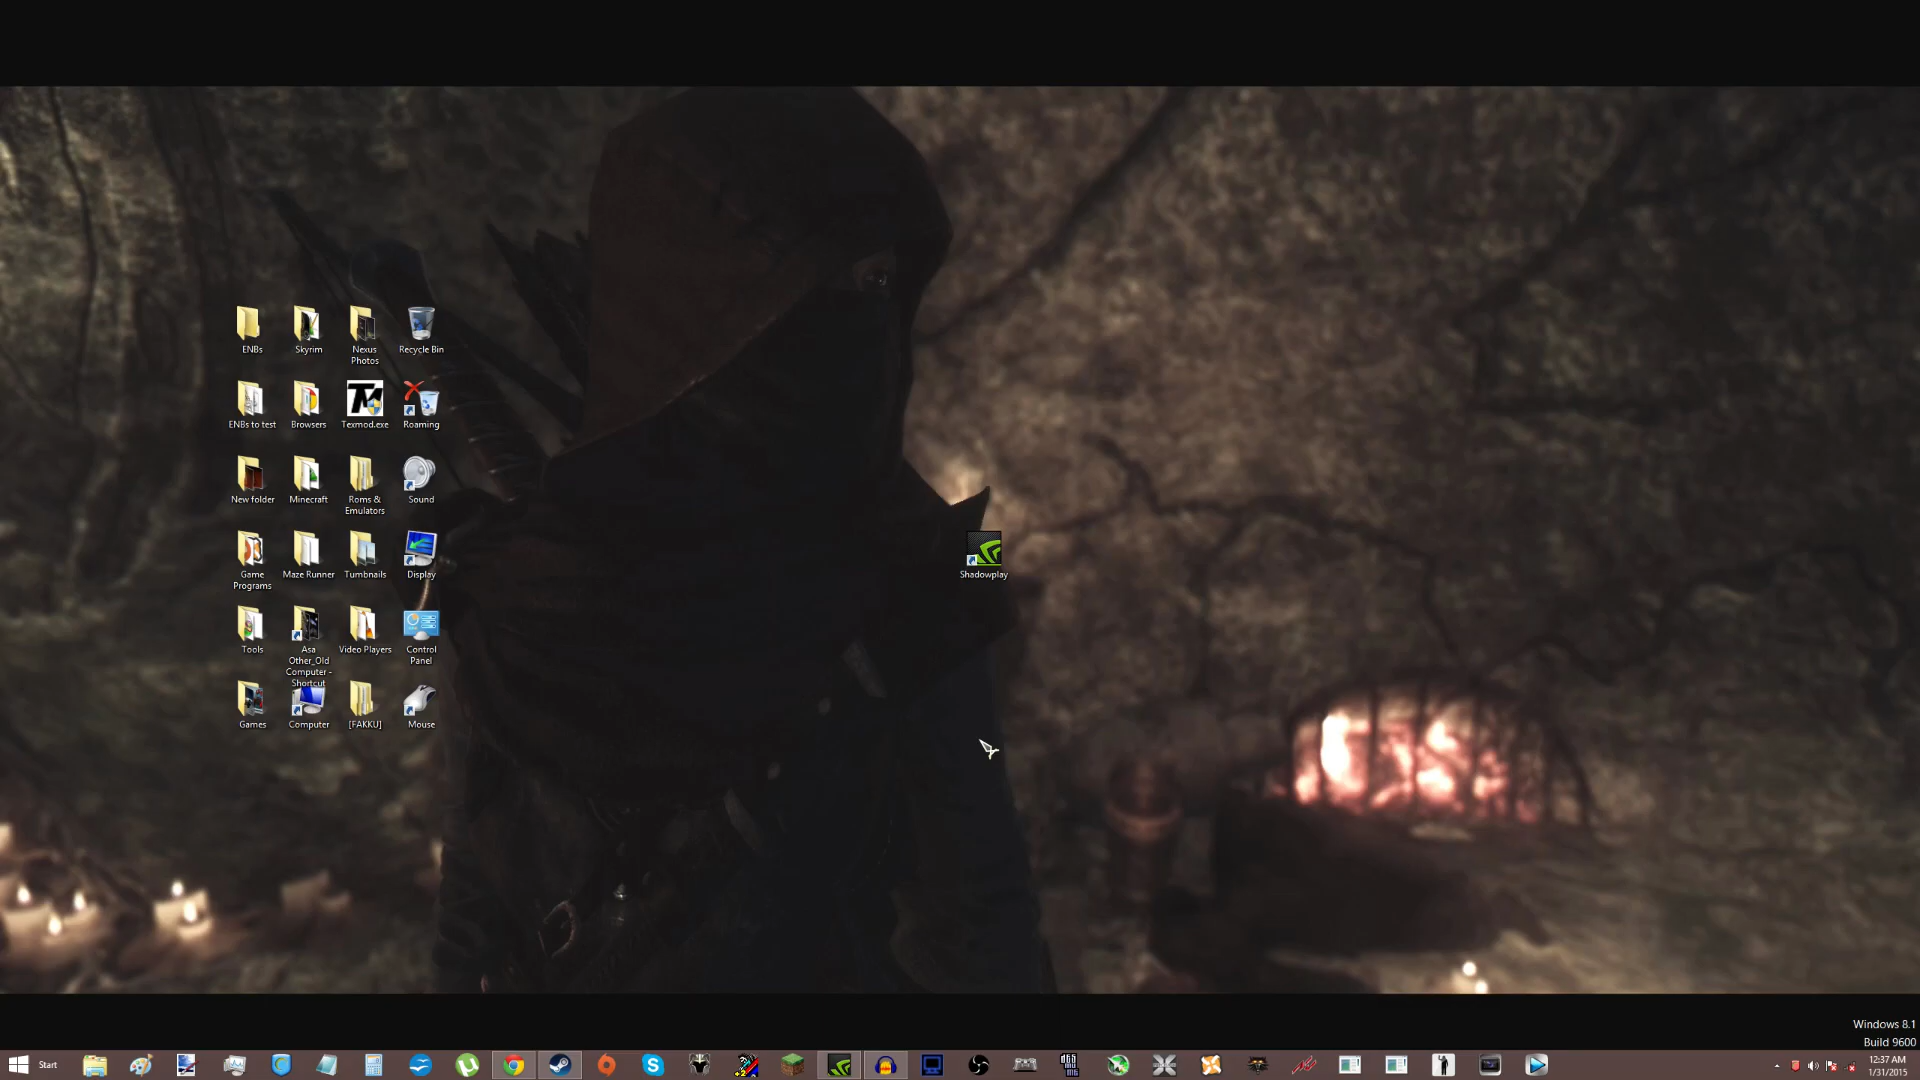 ENBs
Skyrim
Nexus
Photos
Recycle Bin
ENBs to test
Browsers
Texmod.exe
Roaming
New folder
Minecraft
Roms &
Emulators
Sound
Game
Programs
Maze Runner
Tumbnails
Display
Shadowplay
Tools
Asa
Other_Old
Computer -
Shortcut
Video Players
Control
Panel
Games
Computer
[FAKKU]
Mouse
Windows 8.1
Build 9600
Start
12:37 AM
1/31/2015